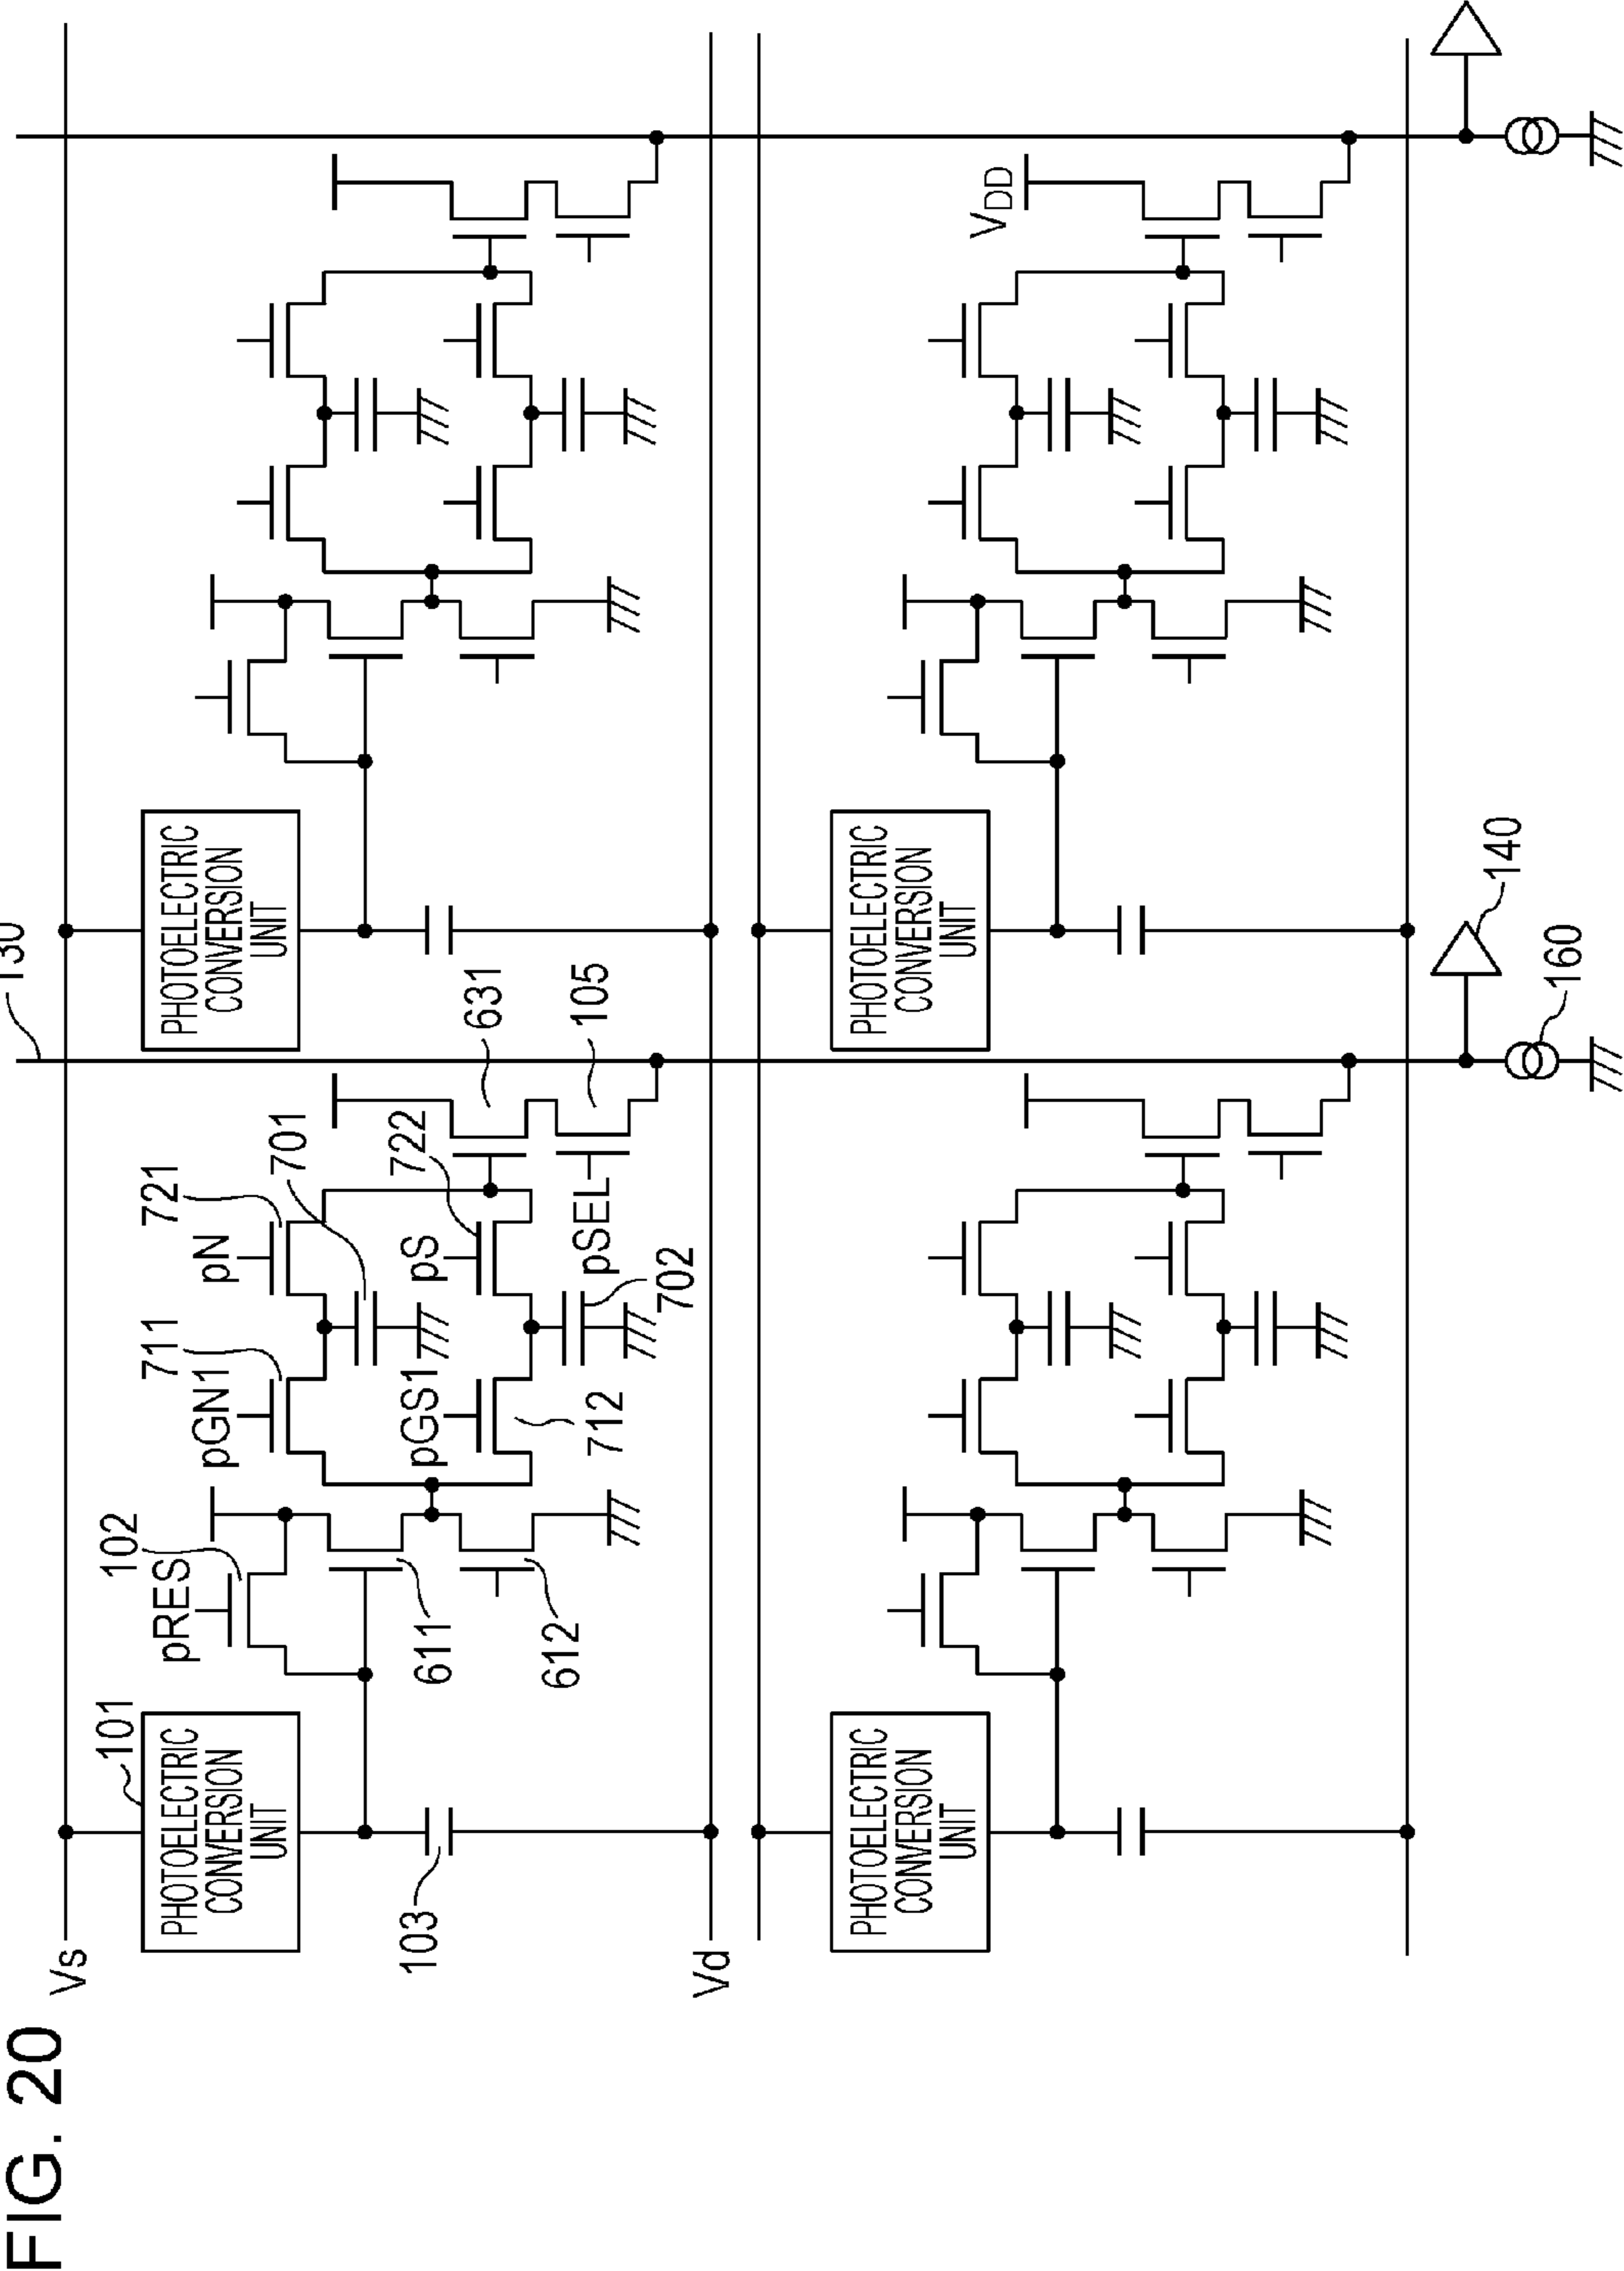 FIG. 20
Vs
101
PHOTOELECTRIC
CONVERSION
UNIT
103
pRES
102
611
612
pGN1
711
pGS1
712
pN
721
701
pS
722
702
pSEL
631
105
130
PHOTOELECTRIC
CONVERSION
UNIT
Vd
PHOTOELECTRIC
CONVERSION
UNIT
PHOTOELECTRIC
CONVERSION
UNIT
VDD
140
160